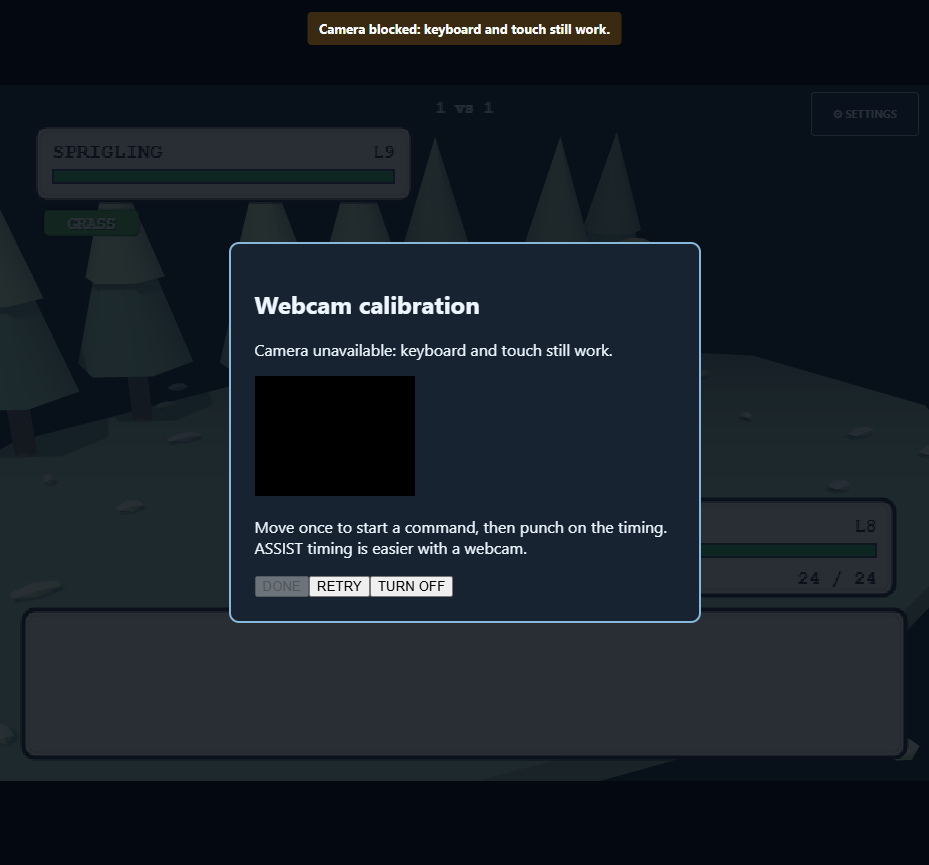 Camera blocked: keyboard and touch still work.
1 vs 1
⚙ SETTINGS
SPRIGLING L9
GRASS
Webcam calibration
Camera unavailable: keyboard and touch still work.
Move once to start a command, then punch on the timing.
ASSIST timing is easier with a webcam.
L8
24 / 24
DONE RETRY TURN OFF